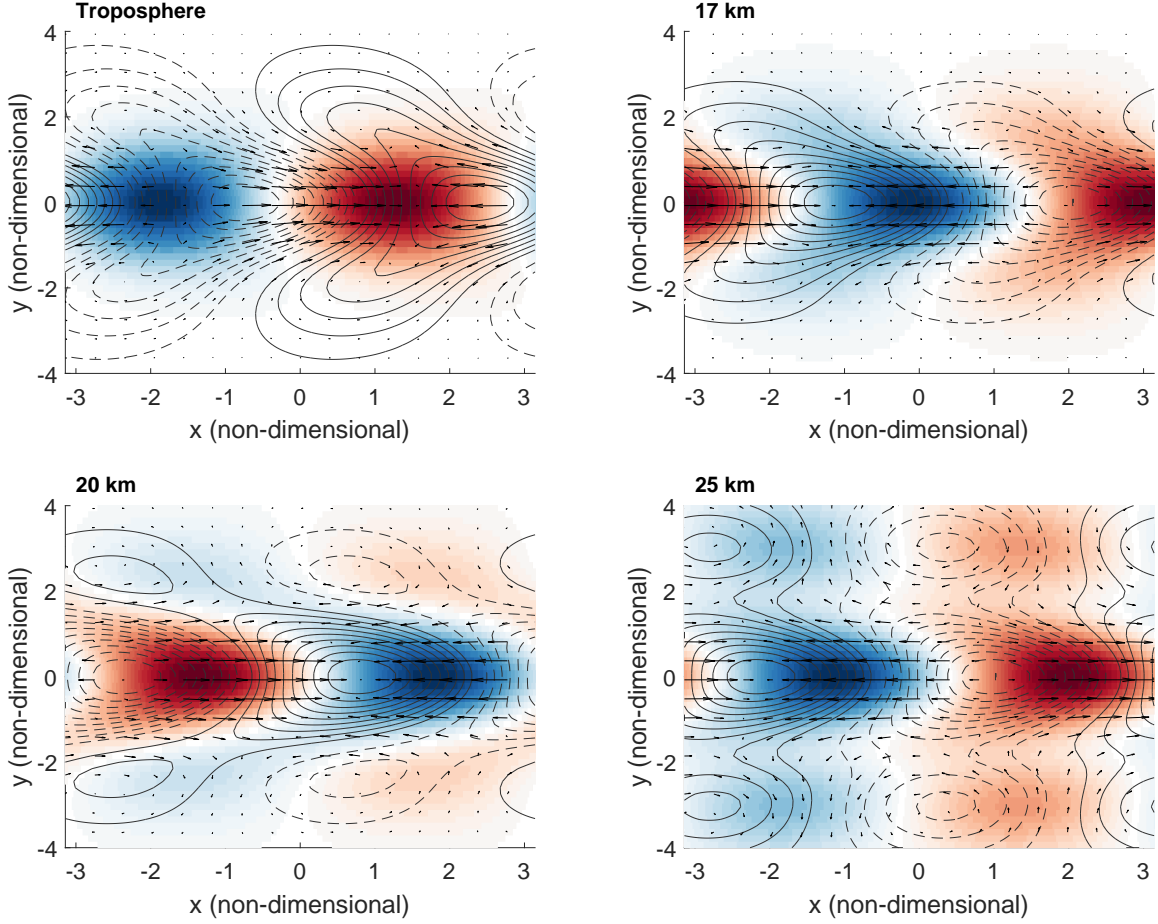 Troposphere
4
2
0
-2
-4
y (non-dimensional)
-3 -2 -1 0 1 2 3
x (non-dimensional)
17 km
4
2
0
-2
-4
y (non-dimensional)
-3 -2 -1 0 1 2 3
x (non-dimensional)
20 km
4
2
0
-2
-4
y (non-dimensional)
-3 -2 -1 0 1 2 3
x (non-dimensional)
25 km
4
2
0
-2
-4
y (non-dimensional)
-3 -2 -1 0 1 2 3
x (non-dimensional)